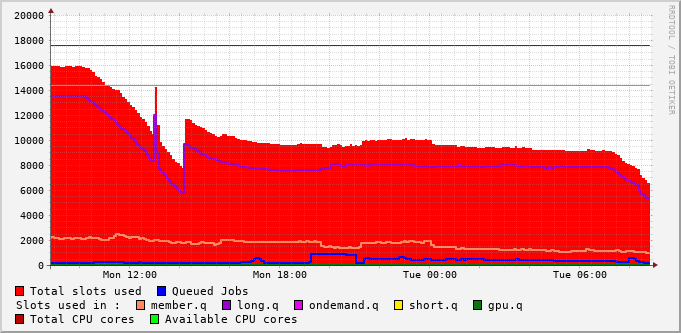 20000
18000
16000
14000
12000
10000
8000
6000
4000
2000
0
Mon 12:00 Mon 18:00 Tue 00:00 Tue 06:00
RRDTOOL / TOBI OETIKER
Total slots used Queued Jobs
Slots used in : member.q long.q ondemand.q short.q gpu.q
Total CPU cores Available CPU cores